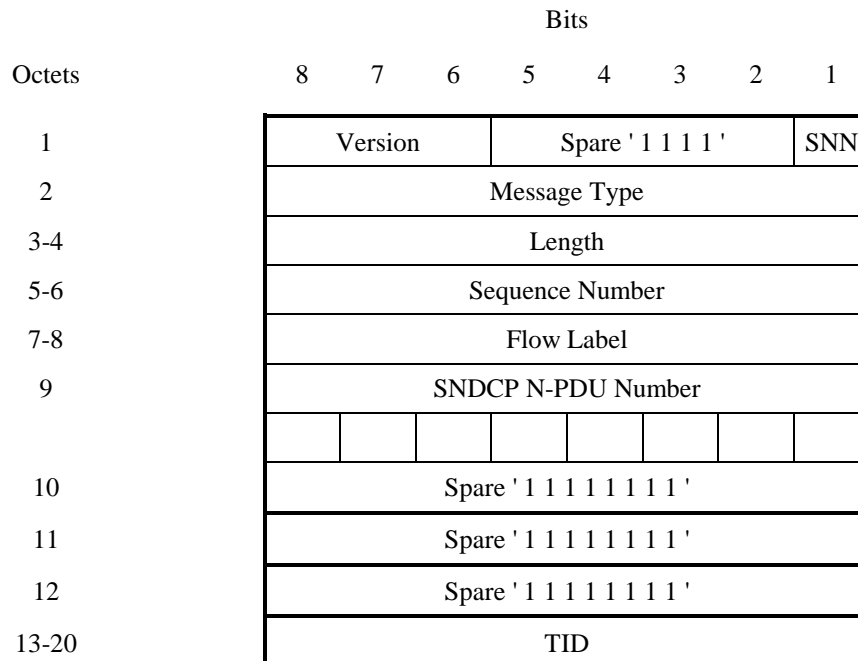 Bits
Octets 8 7 6 5 4 3 2 1
1 Version Spare ' 1 1 1 1 ' SNN
2 Message Type
3-4 Length
5-6 Sequence Number
7-8 Flow Label
9 SNDCP N-PDU Number
10 Spare ' 1 1 1 1 1 1 1 1 '
11 Spare ' 1 1 1 1 1 1 1 1 '
12 Spare ' 1 1 1 1 1 1 1 1 '
13-20 TID